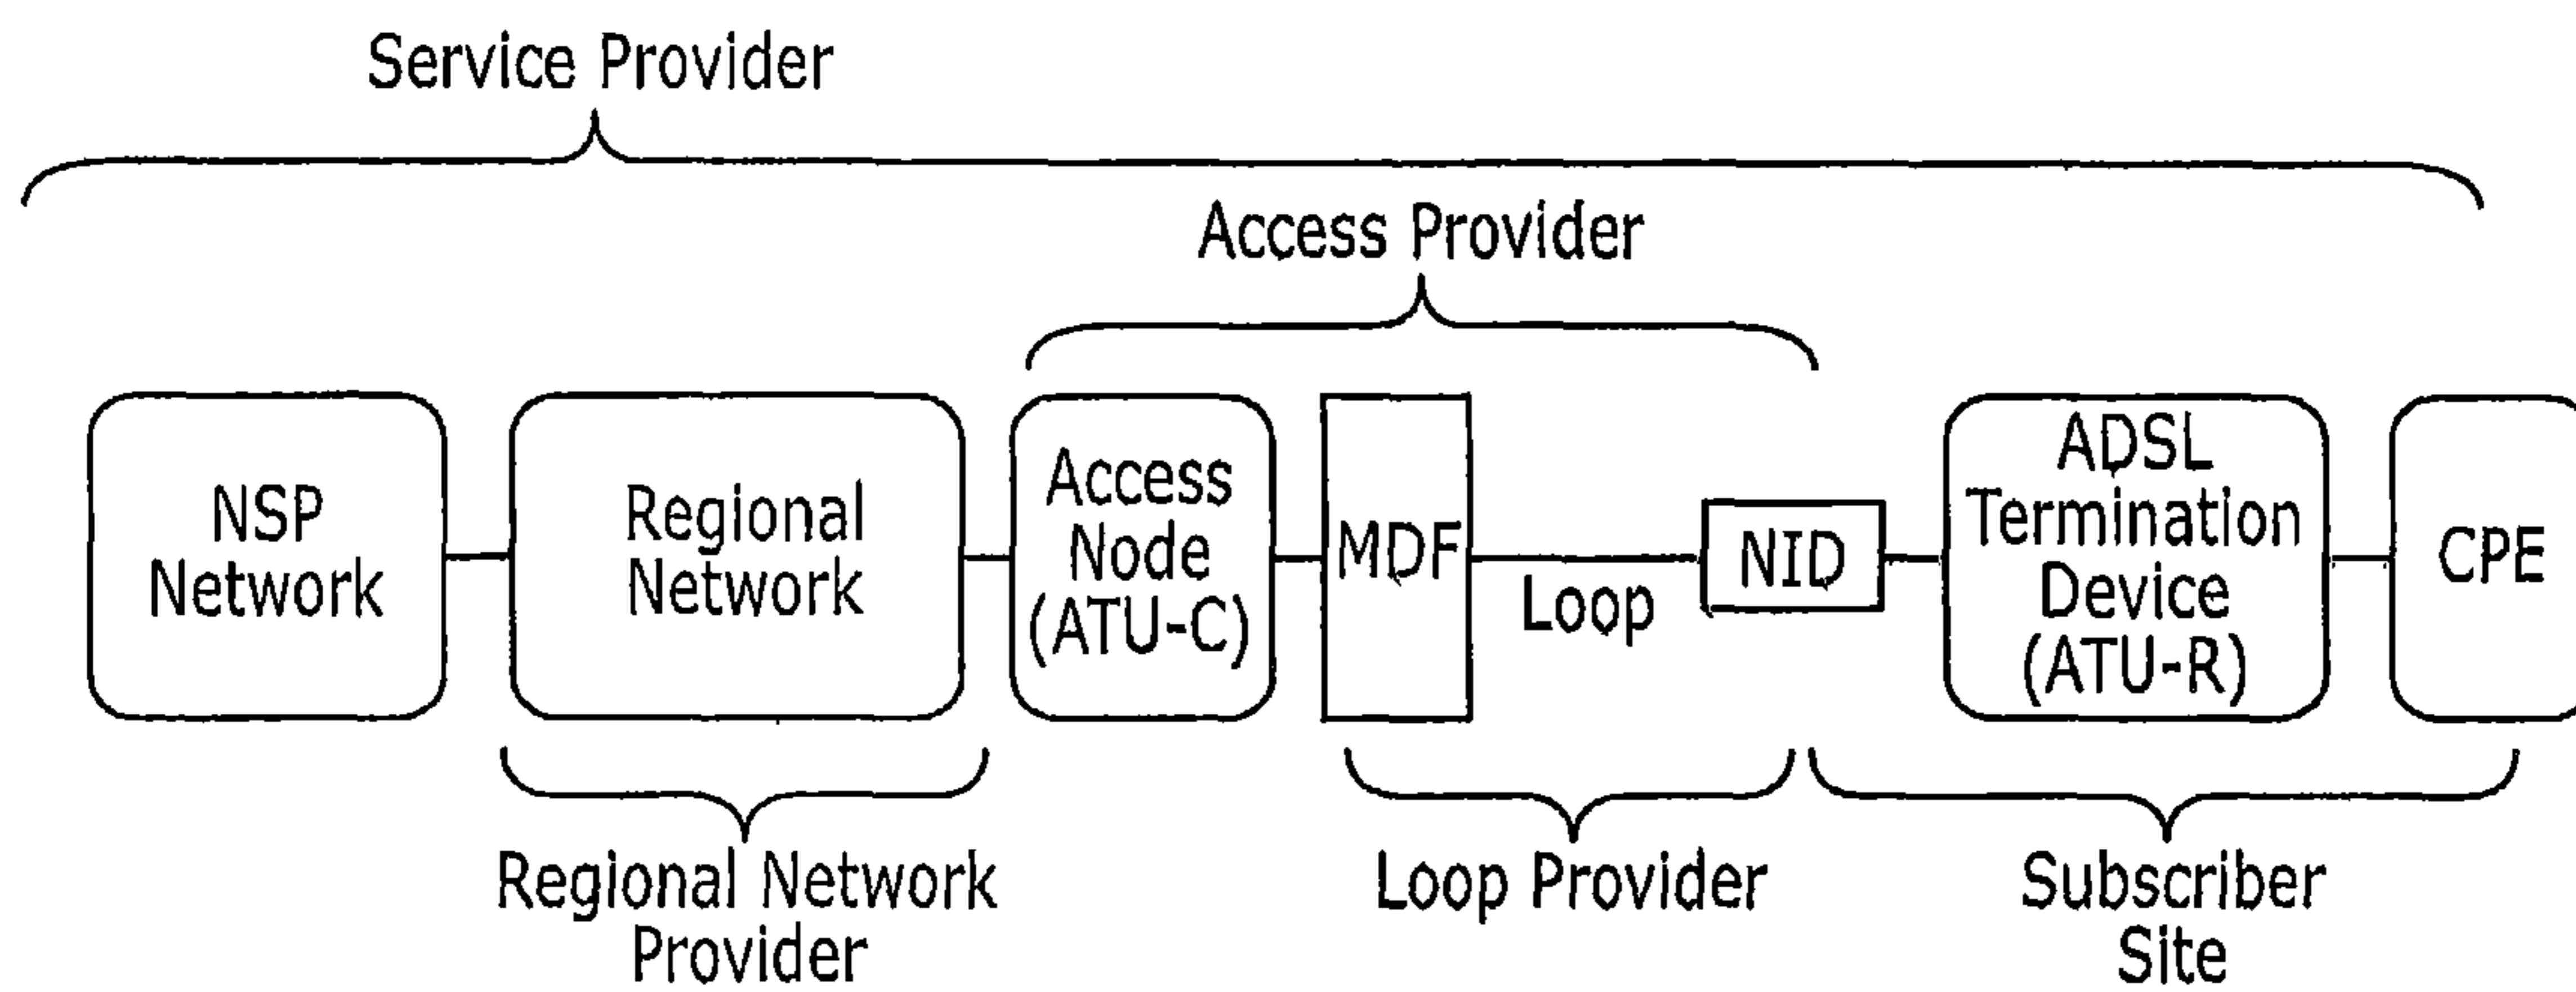 Service Provider
Access Provider
NSP
Network
Regional
Network
Access
Node
(ATU-C)
MDF
Loop
NID
ADSL
Termination
Device
(ATU-R)
CPE
Regional Network
Provider
Loop Provider
Subscriber
Site